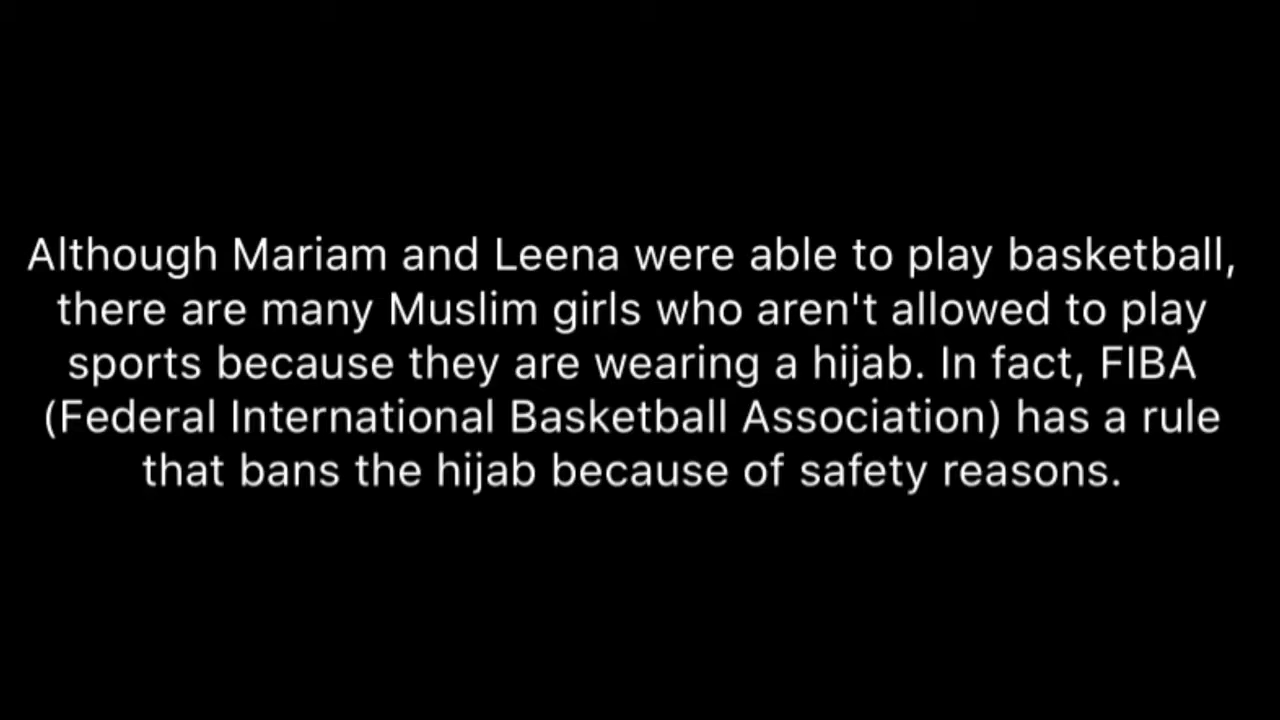 Although Mariam and Leena were able to play basketball,
there are many Muslim girls who aren't allowed to play
sports because they are wearing a hijab. In fact, FIBA
(Federal International Basketball Association) has a rule
that bans the hijab because of safety reasons.